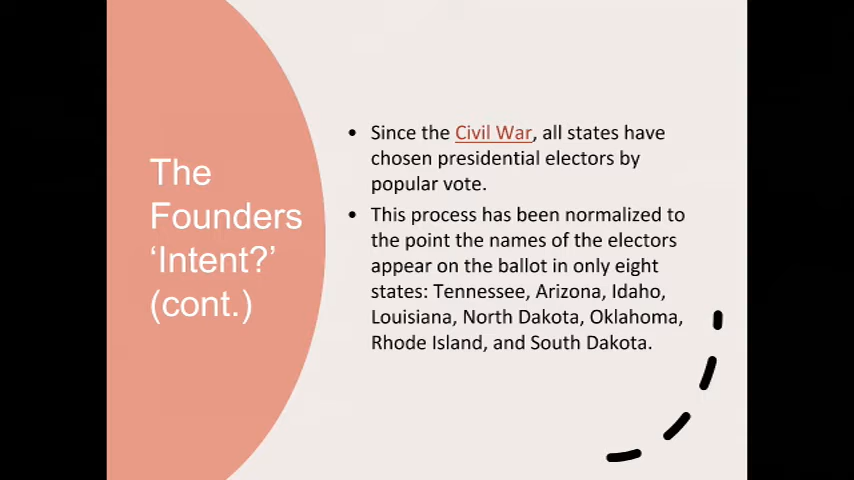 The
Founders
‘Intent?’
(cont.)
• Since the Civil War, all states have
chosen presidential electors by
popular vote.
• This process has been normalized to
the point the names of the electors
appear on the ballot in only eight
states: Tennessee, Arizona, Idaho,
Louisiana, North Dakota, Oklahoma,
Rhode Island, and South Dakota.